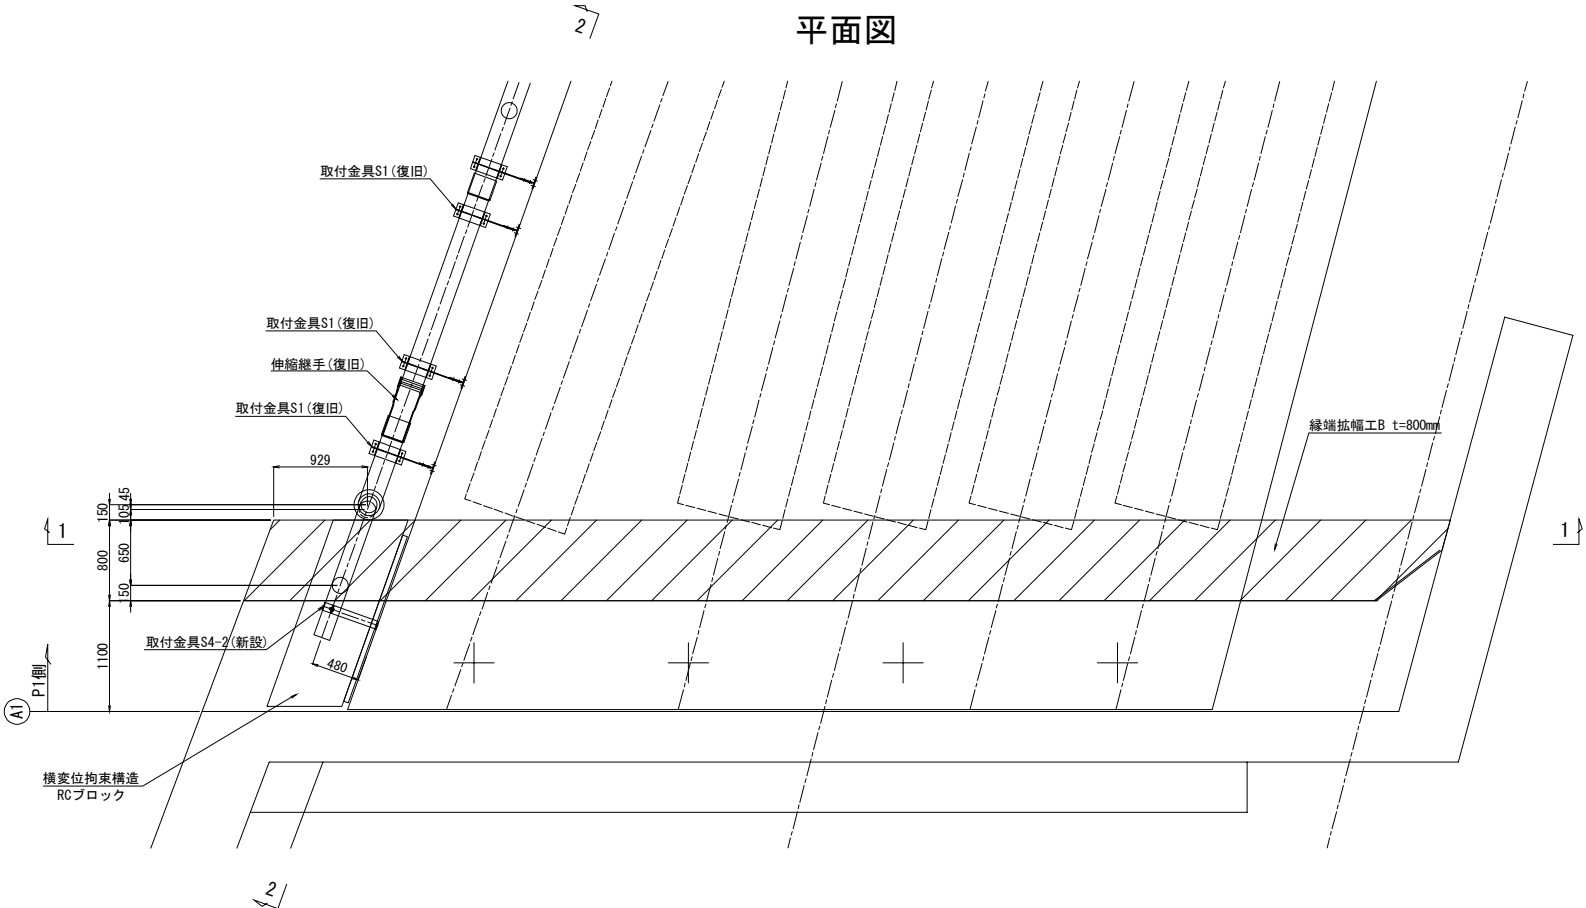 平面図
2
取付金具S1(復旧)
取付金具S1(復旧)
伸縮継手(復旧)
取付金具S1(復旧)
縁端拡幅工B t=800mm
929
45
150
105
1
1
800
650
150
取付金具S4-2(新設)
1100
480
P1側
A1
横変位拘束構造
RCブロック
2